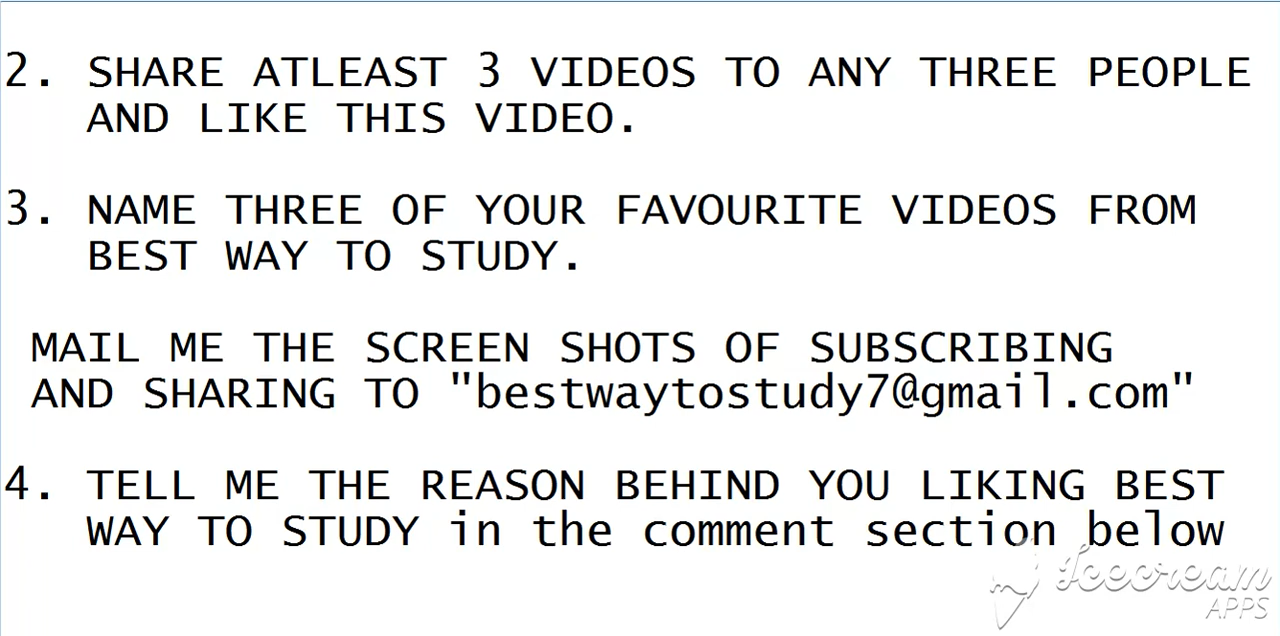 2. SHARE ATLEAST 3 VIDEOS TO ANY THREE PEOPLE
AND LIKE THIS VIDEO.
3. NAME THREE OF YOUR FAVOURITE VIDEOS FROM
BEST WAY TO STUDY.
MAIL ME THE SCREEN SHOTS OF SUBSCRIBING
AND SHARING TO "bestwaytostudy7@gmail.com"
4. TELL ME THE REASON BEHIND YOU LIKING BEST
WAY TO STUDY in the comment section below
Icecream
APPS